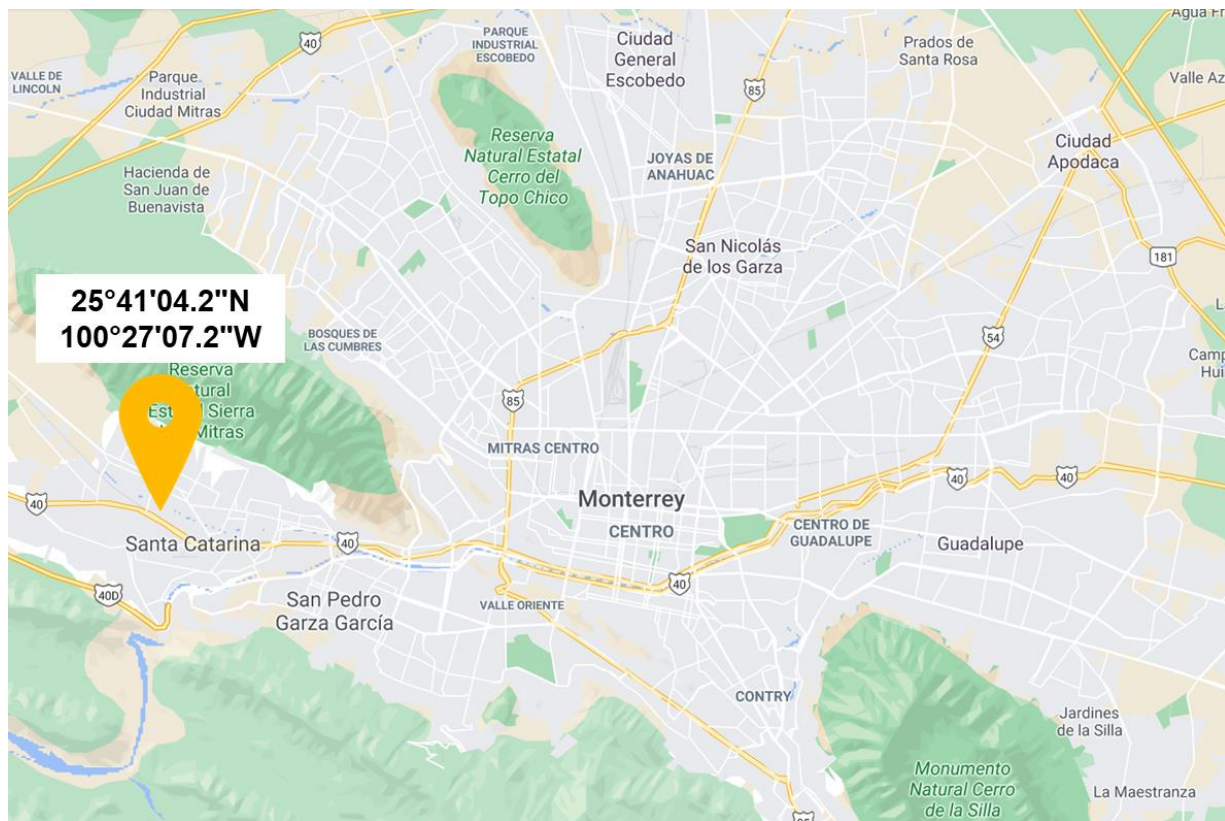 Agua Fr
40
PARQUE
INDUSTRIAL
ESCOBEDO
Ciudad
General
Escobedo
Prados de
Santa Rosa
VALLE DE
LINCOLN
Parque
Industrial
Ciudad Mitras
85
Valle Az
Reserva
Natural Estatal
Cerro del
Topo Chico
JOYAS DE
ANAHUAC
Ciudad
Apodaca
Hacienda de
San Juan de
Buenavista
San Nicolás
de los Garza
181
25°41'04.2"N
100°27'07.2"W
BOSQUES DE
LAS CUMBRES
54
Camp
Hui
Reserva
Sierra
Mitras
85
MITRAS CENTRO
40
Monterrey
CENTRO
40
40
CENTRO DE
GUADALUPE
Guadalupe
Santa Catarina
40
40D
40
San Pedro
Garza García
VALLE ORIENTE
CONTRY
Jardines
de la Silla
Monumento
Natural Cerro
de la Silla
La Maestranza